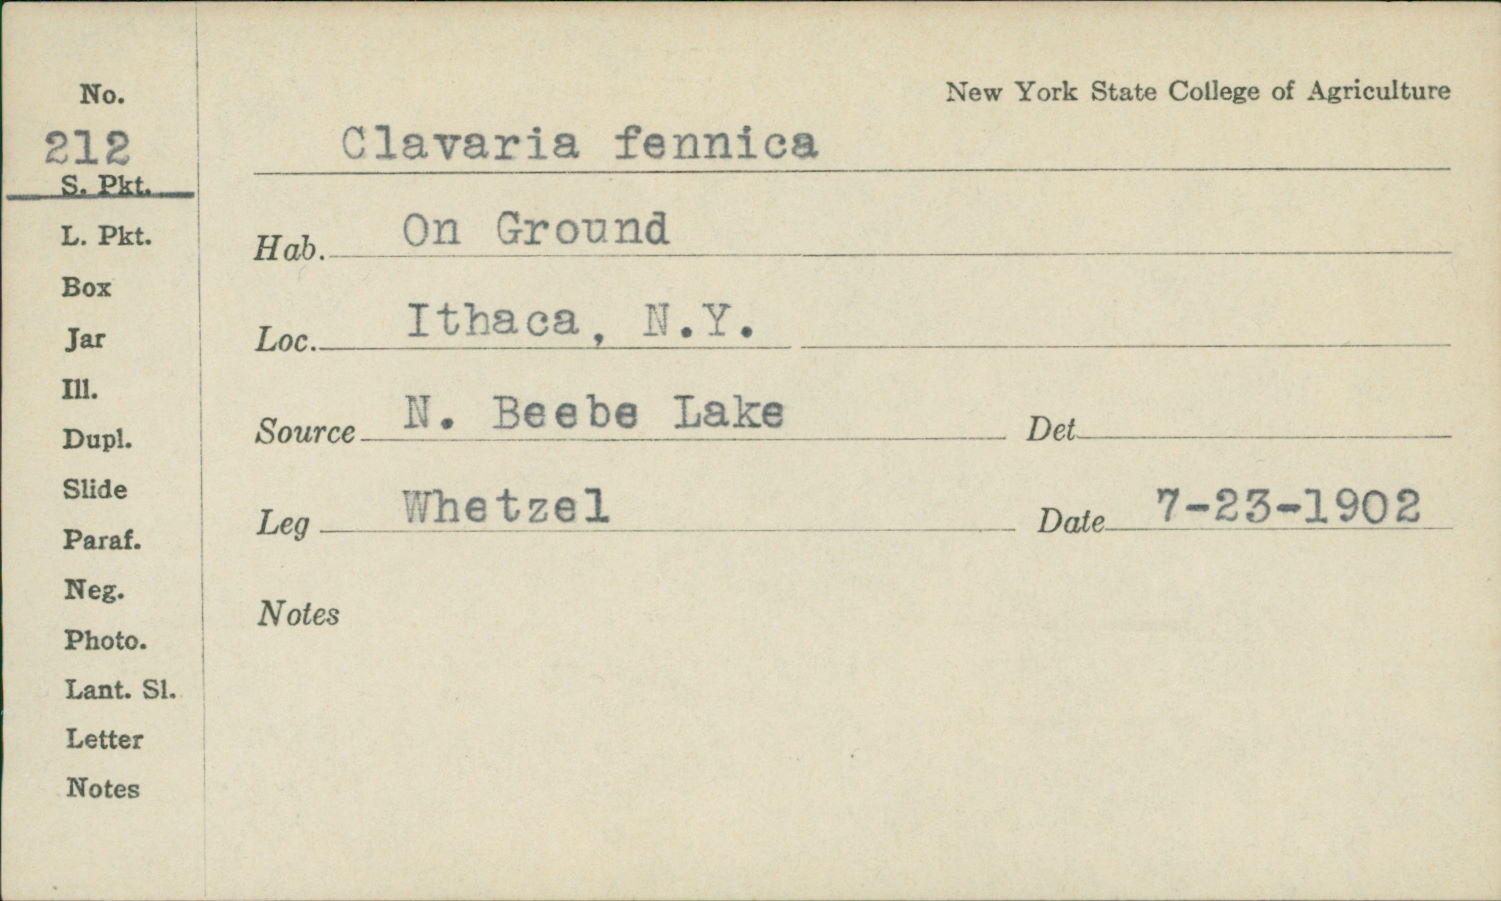 New York State College of Agriculture
No.
212
S. Pkt.
L. Pkt.
Box
Jar
Ill.
Dupl.
Slide
Paraf.
Neg.
Photo.
Lant. Sl.
Letter
Notes
Clavaria fennica
Hab. On Ground
Loc. Ithaca, N.Y.
Source N. Beebe Lake Det
Leg Whetzel Date 7-23-1902
Notes